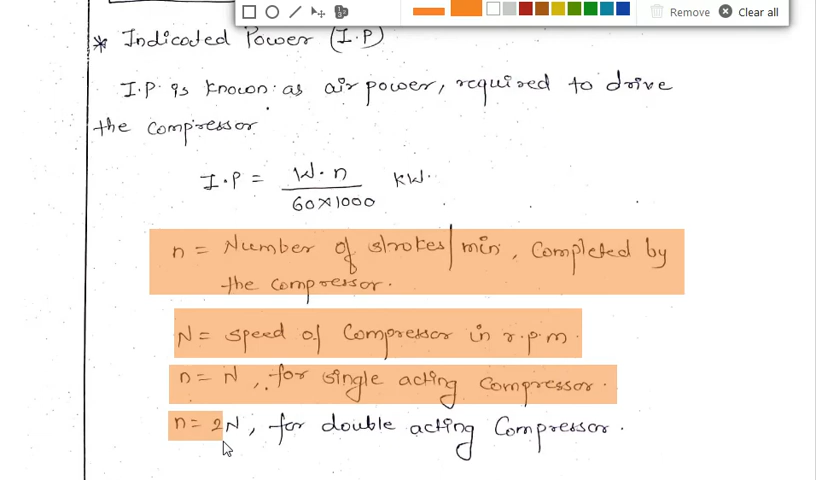 Remove Clear all
* Indicated Power (I.P)
I.P is known as air power, required to drive
the compressor
I.P = W.n / 60×1000 KW.
n = Number of strokes/min, Completed by
the compressor.
N = speed of Compressor in r.p.m.
n = N, for single acting Compressor.
n = 2N, for double acting Compressor.